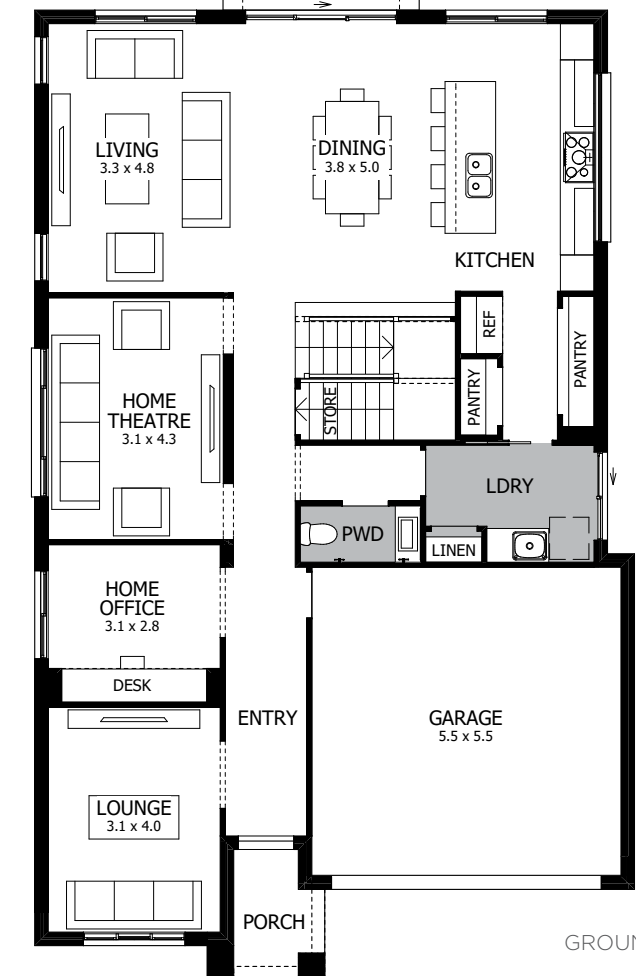 LIVING
3.3 x 4.8
DINING
3.8 x 5.0
KITCHEN
REF
PANTRY
PANTRY
HOME
THEATRE
3.1 x 4.3
STORE
LDRY
PWD
LINEN
HOME
OFFICE
3.1 x 2.8
DESK
ENTRY
GARAGE
5.5 x 5.5
LOUNGE
3.1 x 4.0
PORCH
GROUN